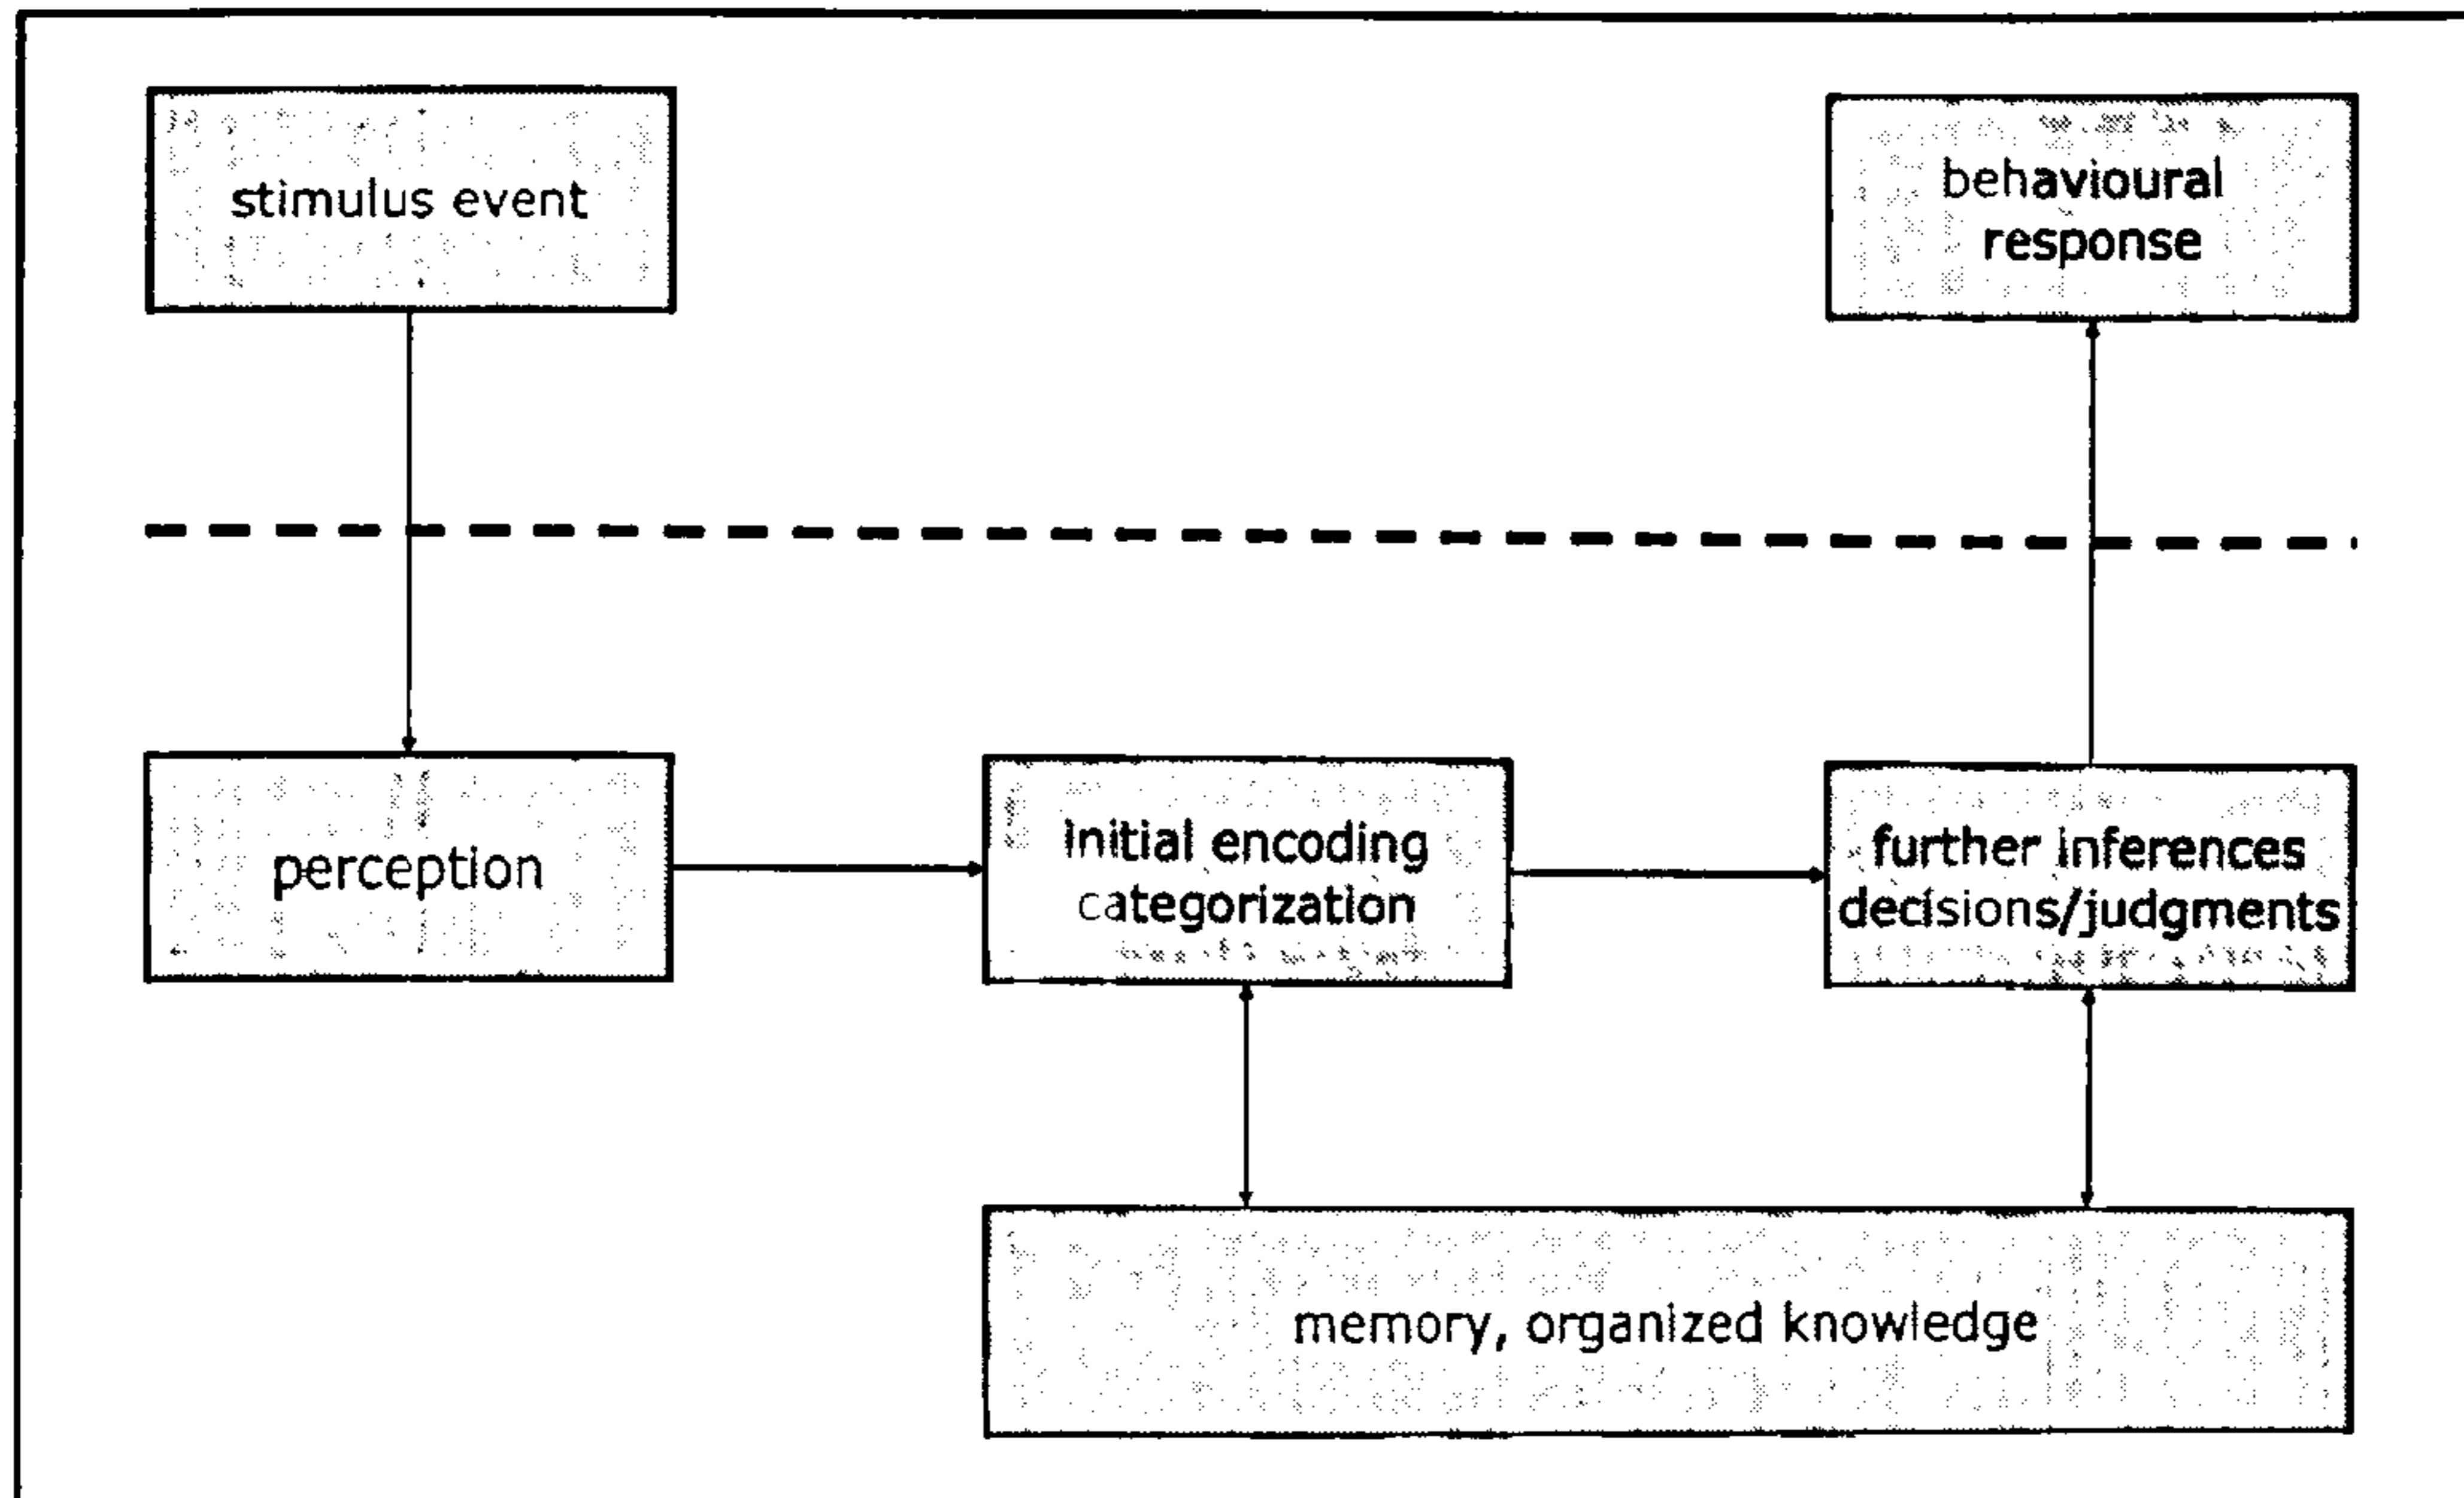 stimulus event
behavioural
response
perception
initial encoding
categorization
further inferences
decisions/judgments
memory, organized knowledge